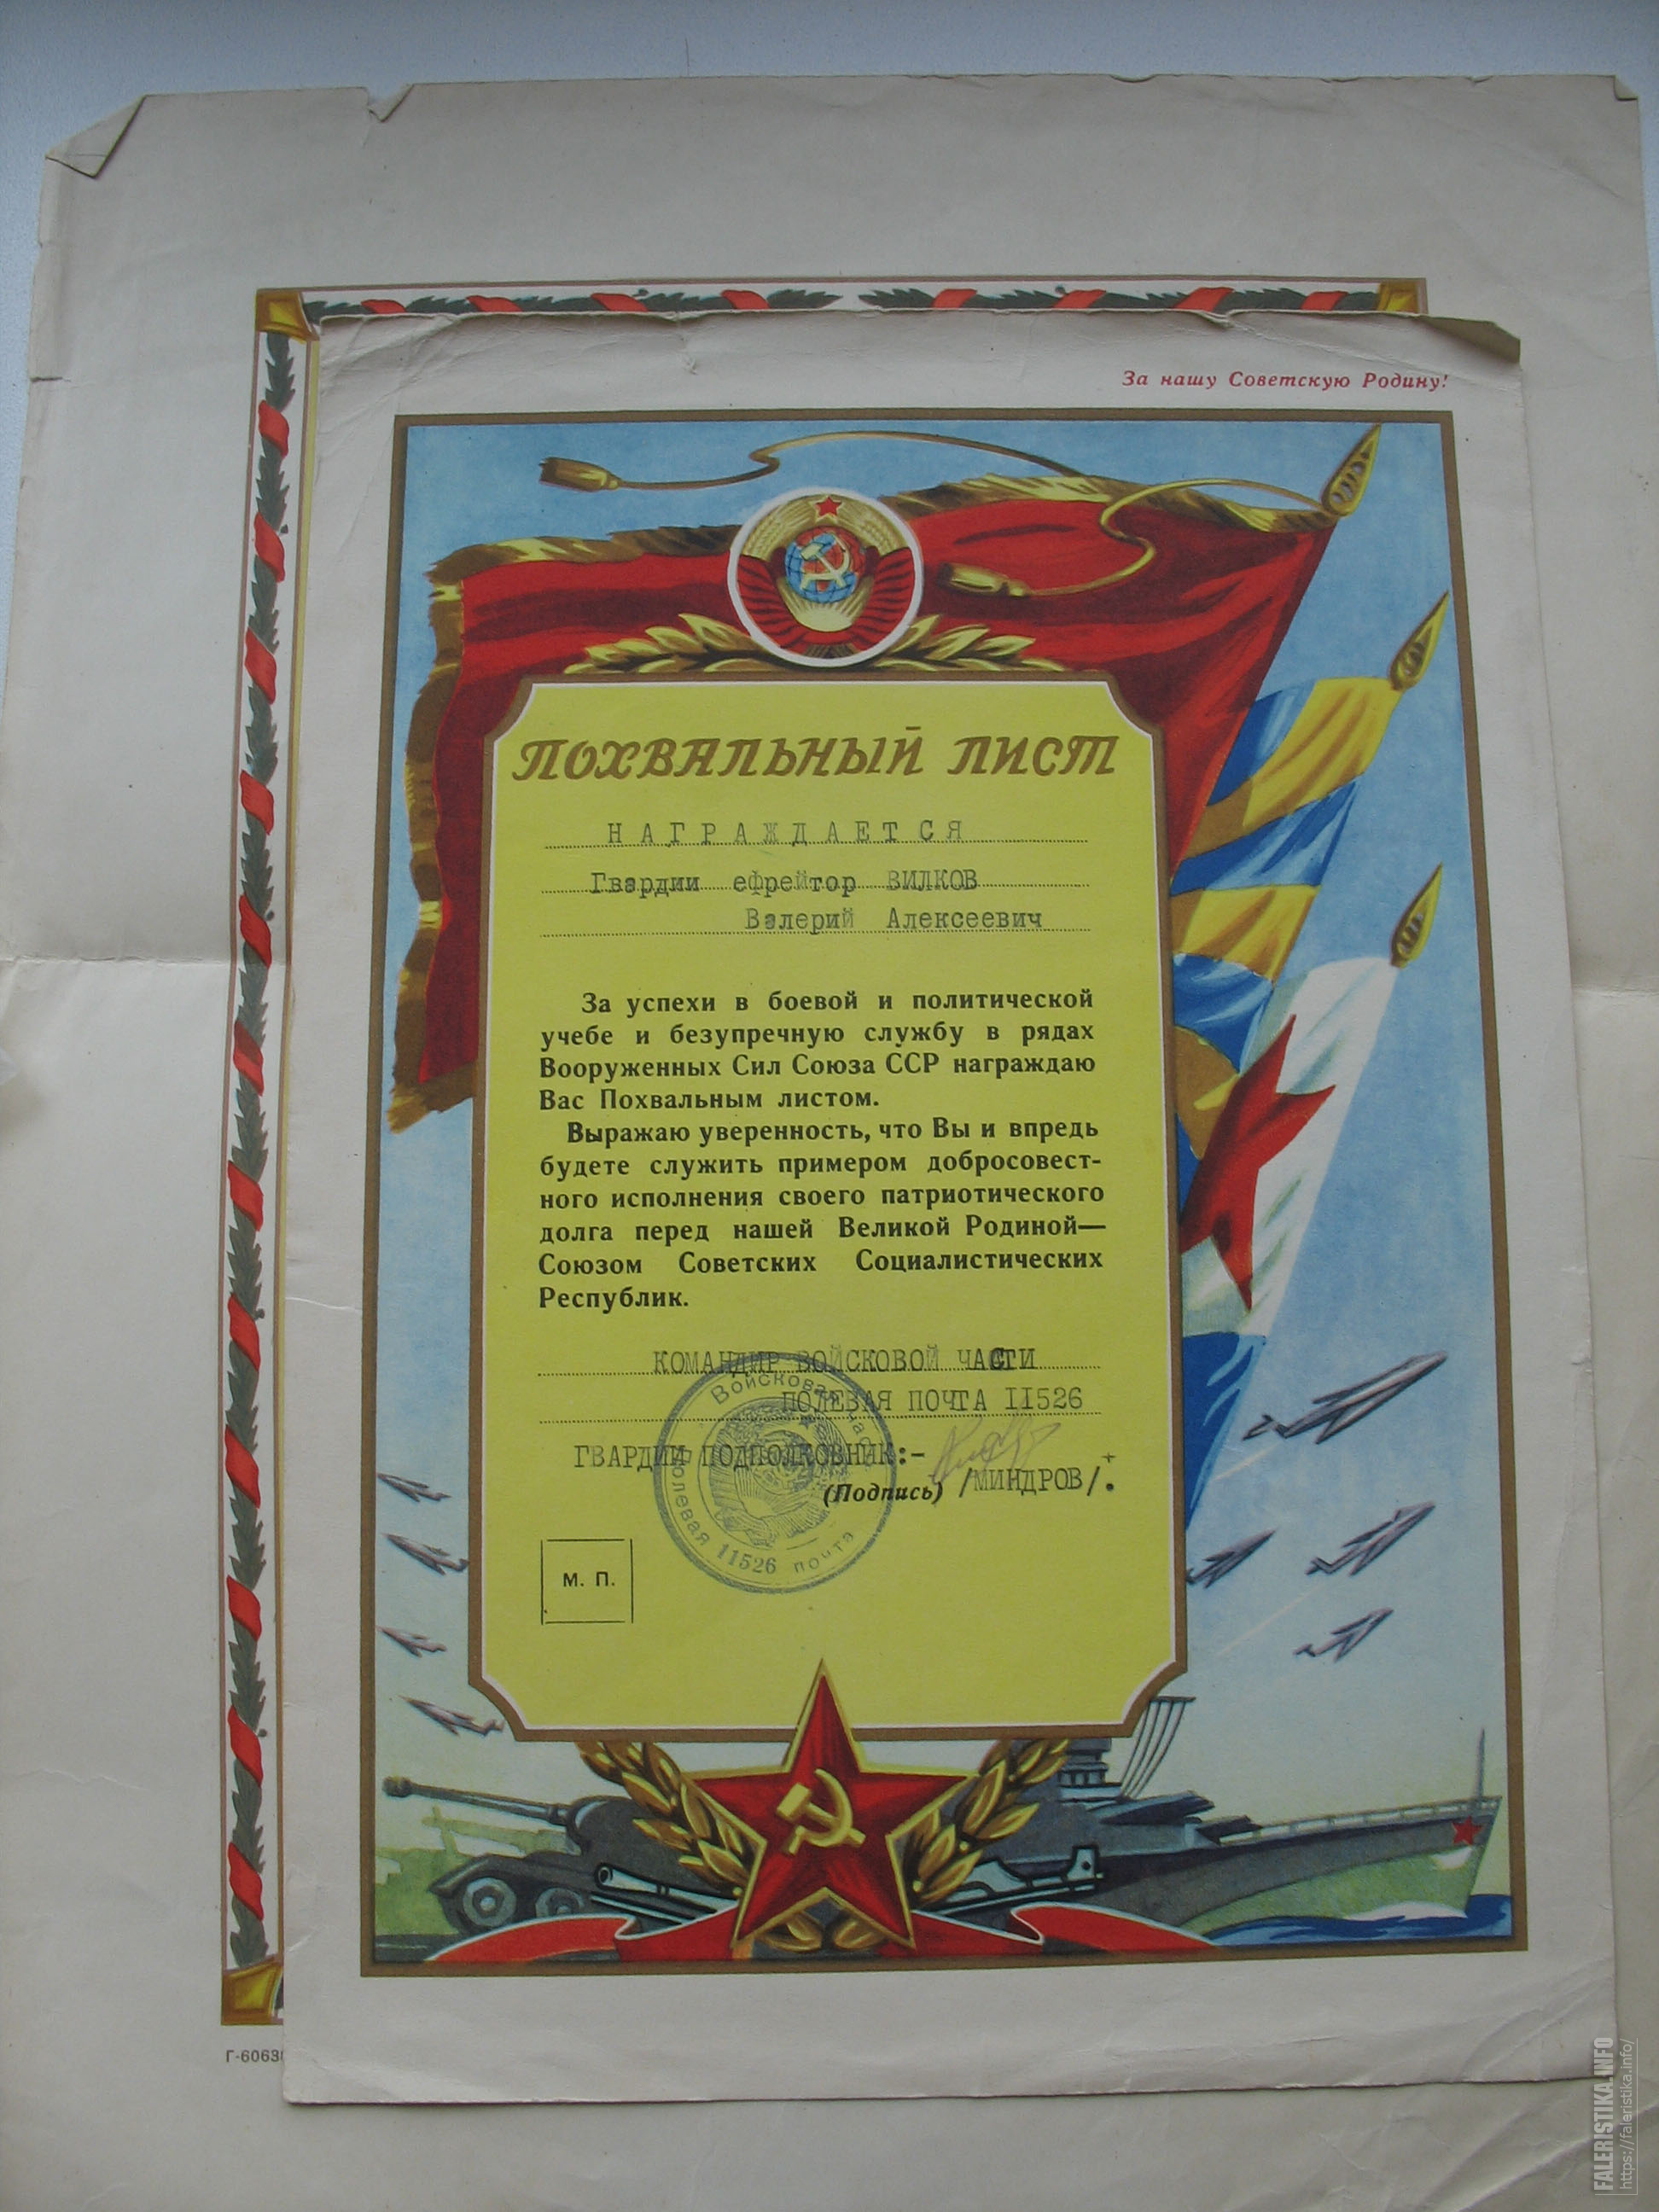 За нашу Советскую Родину!
ПОХВАЛЬНЫЙ ЛИСТ
НАГРАЖДАЕТСЯ
Гвардии ефрейтор ВИЛКОВ
Валерий Алексеевич
За успехи в боевой и политической
учебе и безупречную службу в рядах
Вооруженных Сил Союза ССР награждаю
Вас Похвальным листом.
Выражаю уверенность, что Вы и впредь
будете служить примером добросовест-
ного исполнения своего патриотического
долга перед нашей Великой Родиной—
Союзом Советских Социалистических
Республик.
КОМАНДИР ВОЙСКОВОЙ ЧАСТИ
ПОЛЕВАЯ ПОЧТА 11526
ГВАРДИИ ПОДПОЛКОВНИК:-
(Подпись) /МИНДРОВ/.
Войсковая часть
полевая 11526 почта
М. П.
Г-6063
FALERISTIKA.INFO
https://faleristika.info/